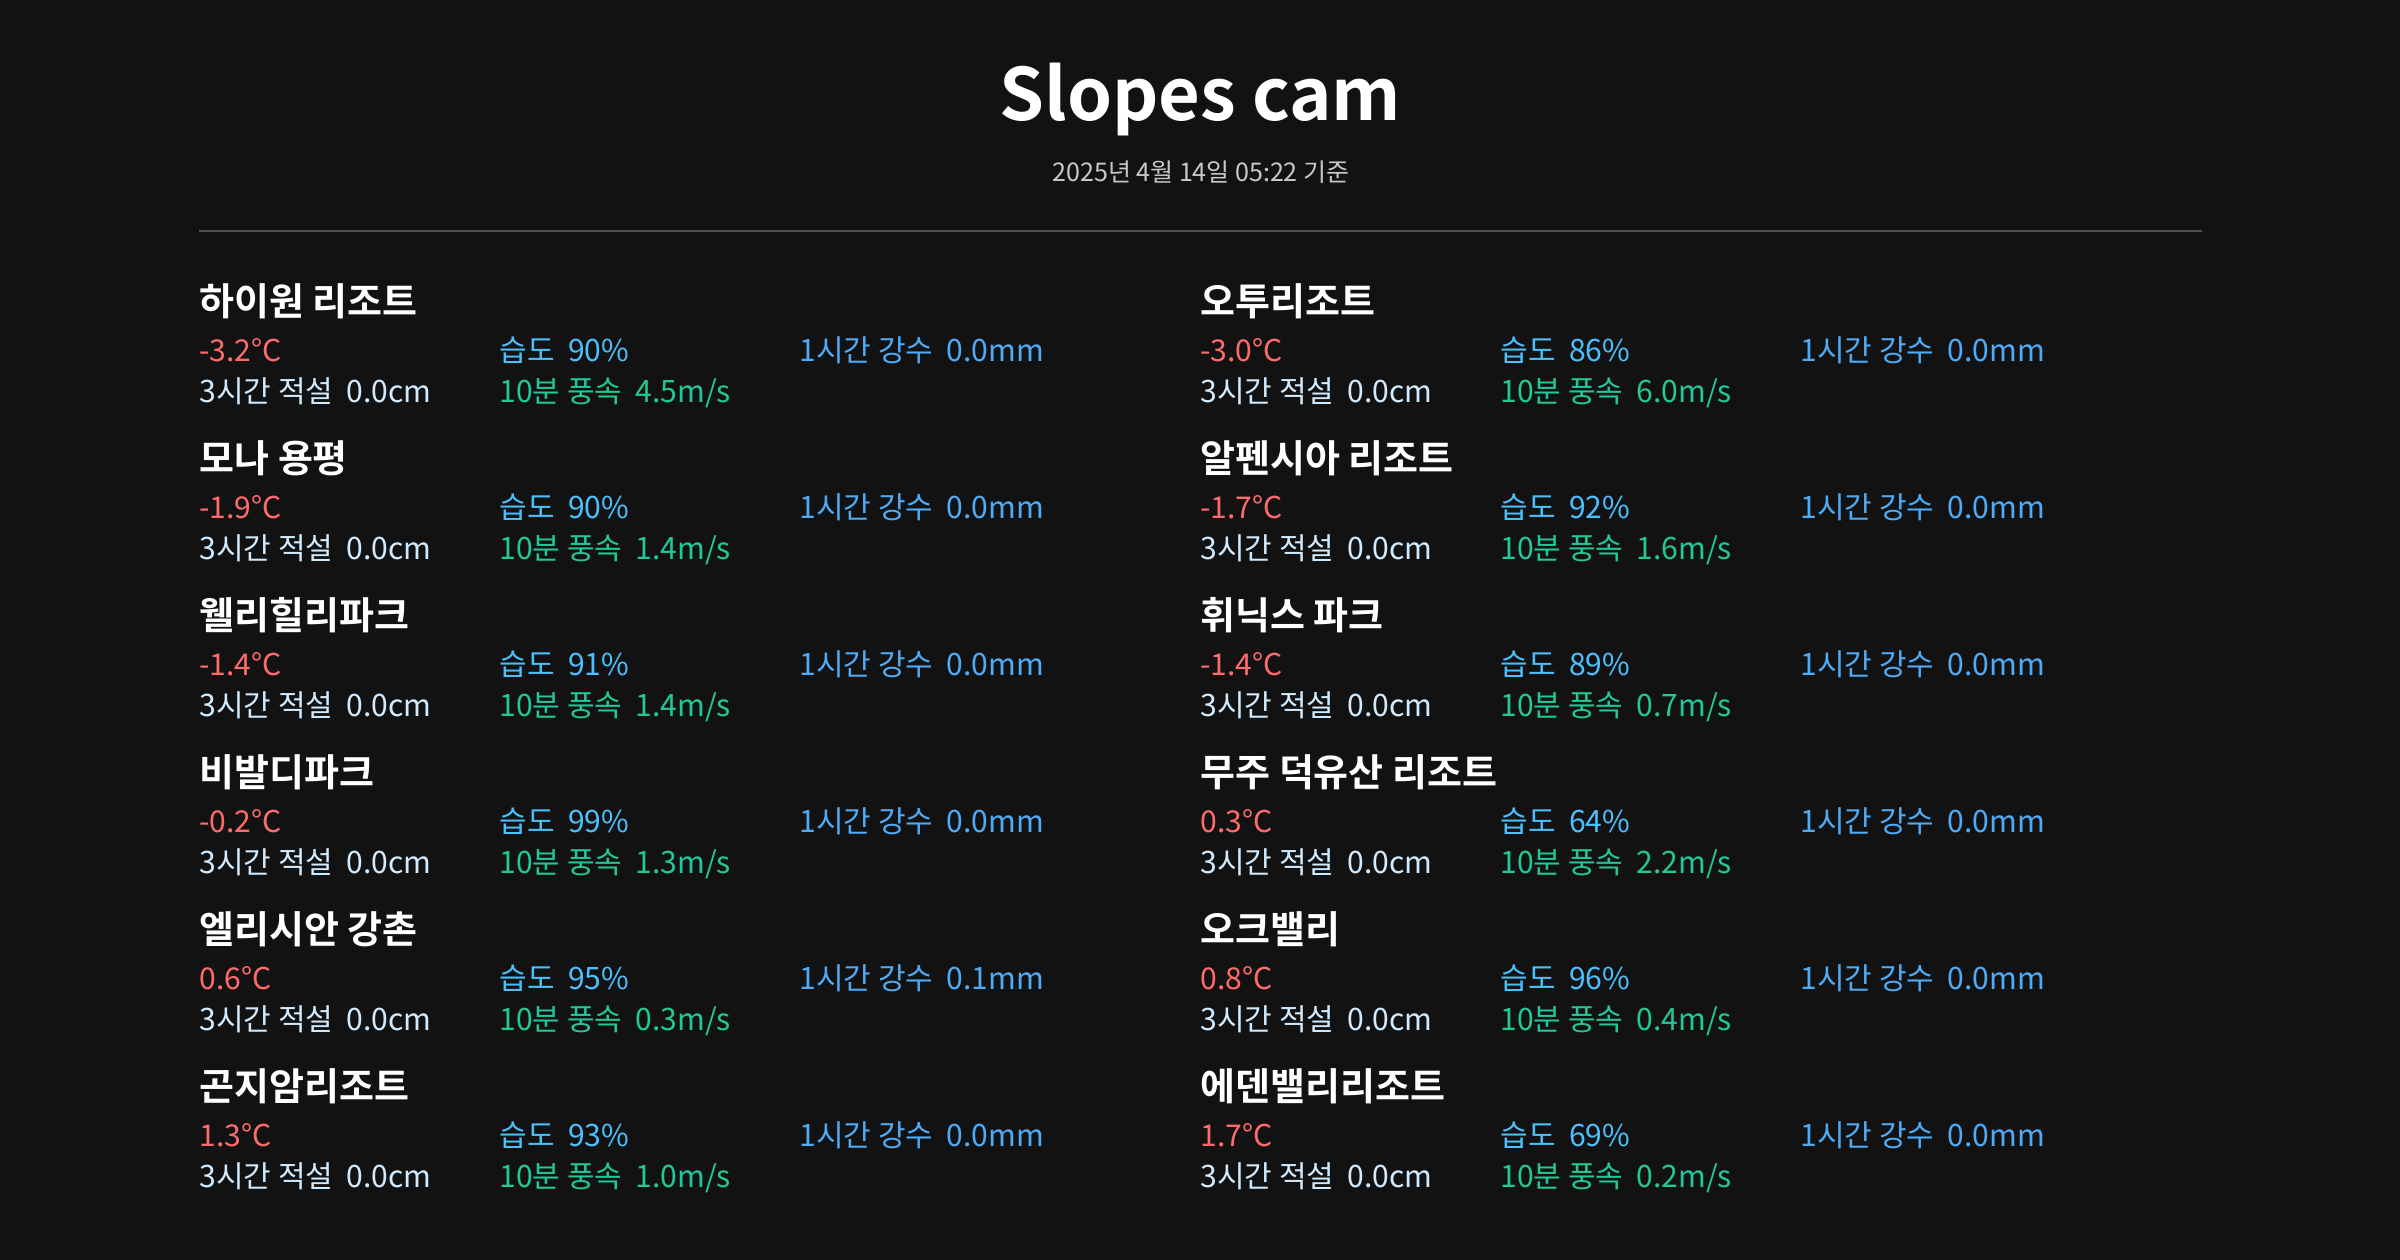 Slopes cam
2025년 4월 14일 05:22 기준
하이원 리조트
-3.2°C 습도 90% 1시간 강수 0.0mm
3시간 적설 0.0cm 10분 풍속 4.5m/s
오투리조트
-3.0°C 습도 86% 1시간 강수 0.0mm
3시간 적설 0.0cm 10분 풍속 6.0m/s
모나 용평
-1.9°C 습도 90% 1시간 강수 0.0mm
3시간 적설 0.0cm 10분 풍속 1.4m/s
알펜시아 리조트
-1.7°C 습도 92% 1시간 강수 0.0mm
3시간 적설 0.0cm 10분 풍속 1.6m/s
웰리힐리파크
-1.4°C 습도 91% 1시간 강수 0.0mm
3시간 적설 0.0cm 10분 풍속 1.4m/s
휘닉스 파크
-1.4°C 습도 89% 1시간 강수 0.0mm
3시간 적설 0.0cm 10분 풍속 0.7m/s
비발디파크
-0.2°C 습도 99% 1시간 강수 0.0mm
3시간 적설 0.0cm 10분 풍속 1.3m/s
무주 덕유산 리조트
0.3°C 습도 64% 1시간 강수 0.0mm
3시간 적설 0.0cm 10분 풍속 2.2m/s
엘리시안 강촌
0.6°C 습도 95% 1시간 강수 0.1mm
3시간 적설 0.0cm 10분 풍속 0.3m/s
오크밸리
0.8°C 습도 96% 1시간 강수 0.0mm
3시간 적설 0.0cm 10분 풍속 0.4m/s
곤지암리조트
1.3°C 습도 93% 1시간 강수 0.0mm
3시간 적설 0.0cm 10분 풍속 1.0m/s
에덴밸리리조트
1.7°C 습도 69% 1시간 강수 0.0mm
3시간 적설 0.0cm 10분 풍속 0.2m/s